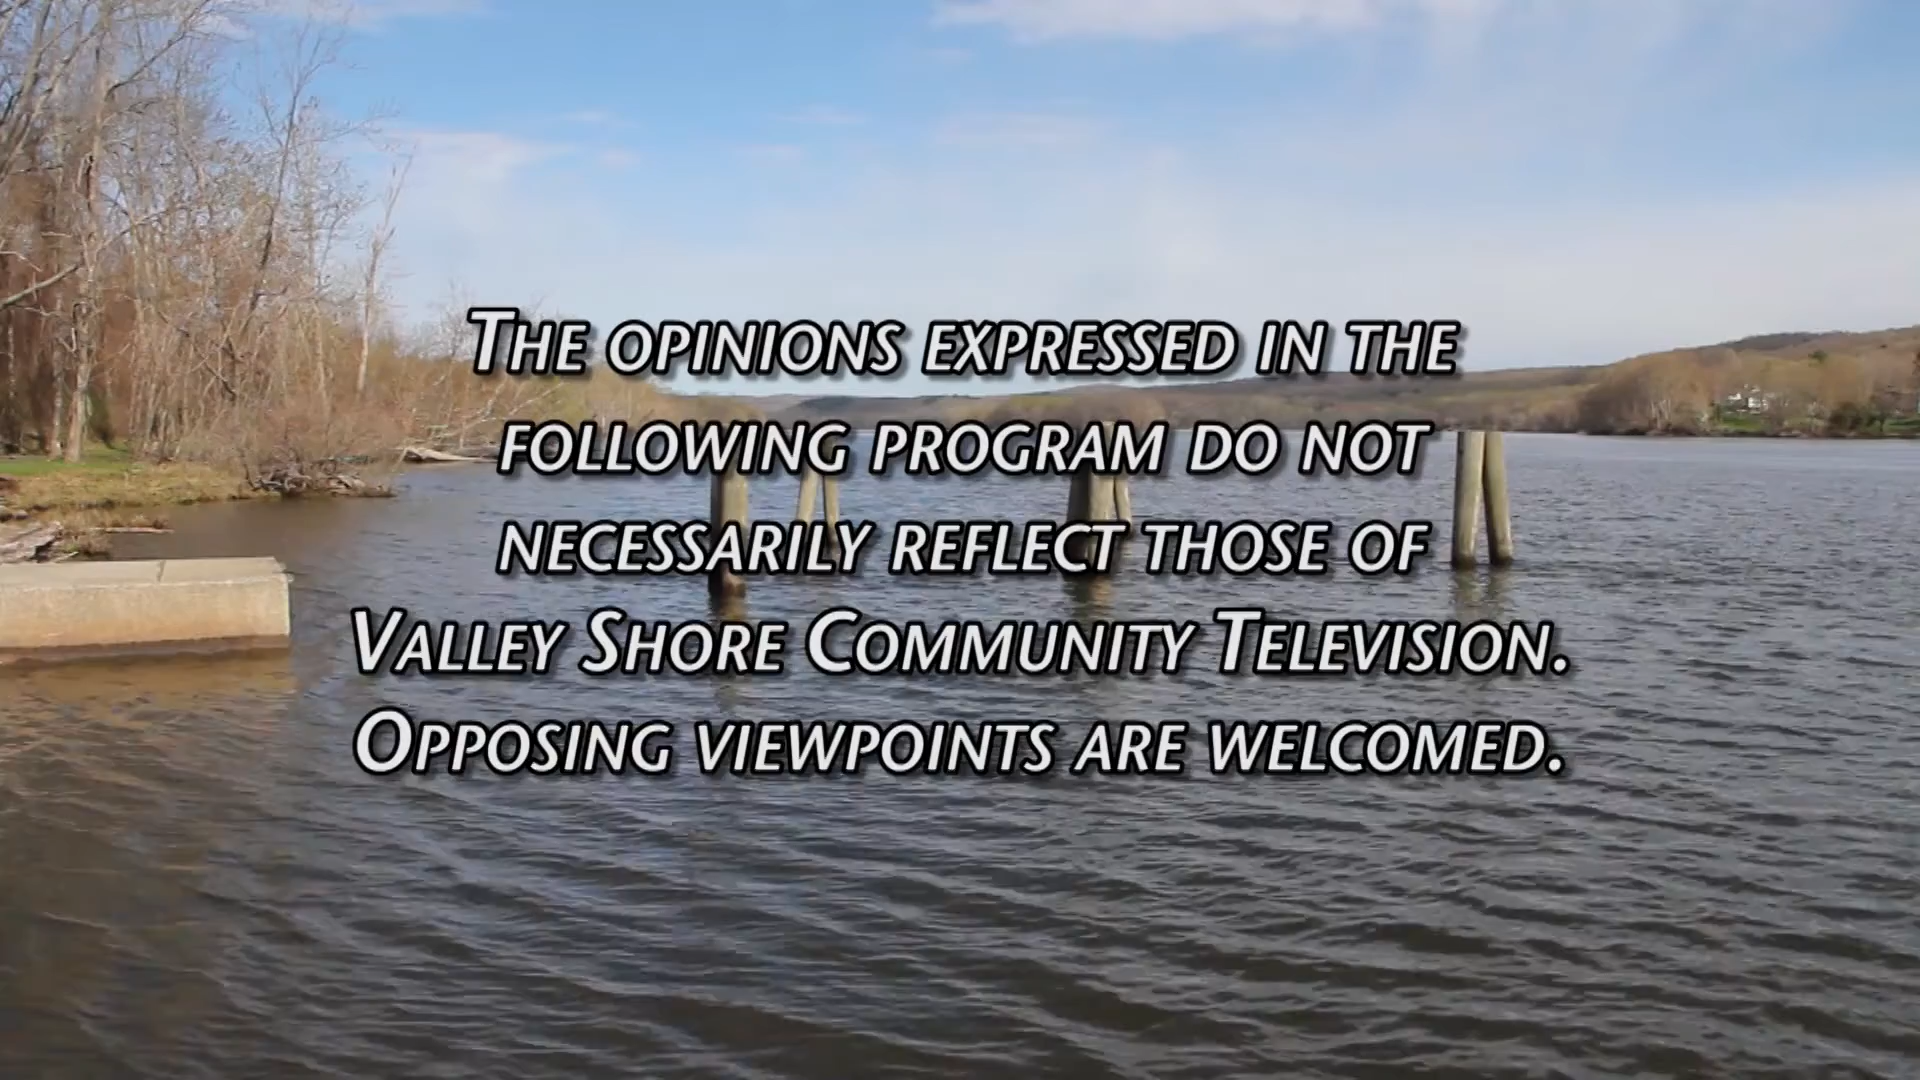 The opinions expressed in the
following program do not
necessarily reflect those of
Valley Shore Community Television.
Opposing viewpoints are welcomed.